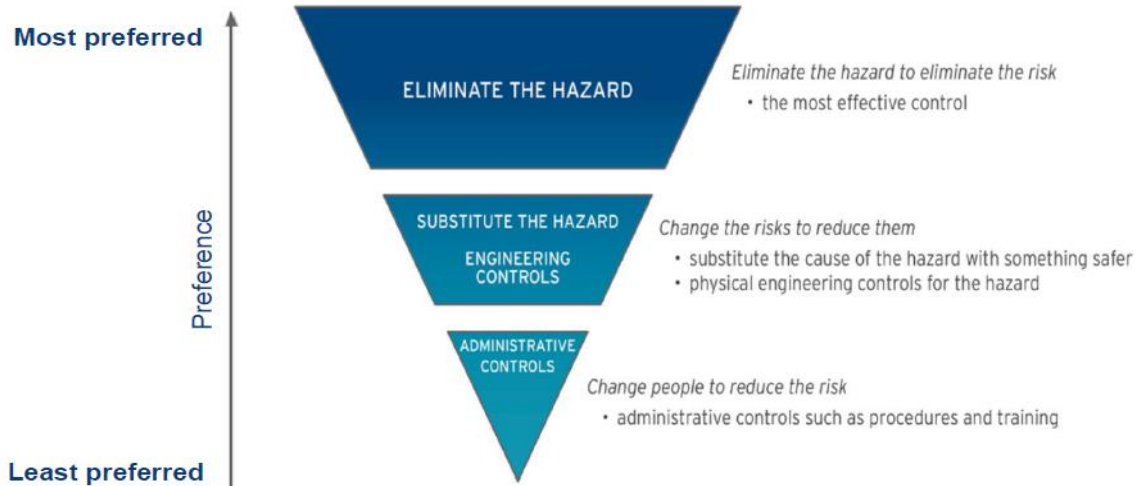 Most preferred
ELIMINATE THE HAZARD
Eliminate the hazard to eliminate the risk
• the most effective control
Preference
SUBSTITUTE THE HAZARD
ENGINEERING
CONTROLS
Change the risks to reduce them
• substitute the cause of the hazard with something safer
• physical engineering controls for the hazard
ADMINISTRATIVE
CONTROLS
Change people to reduce the risk
• administrative controls such as procedures and training
Least preferred